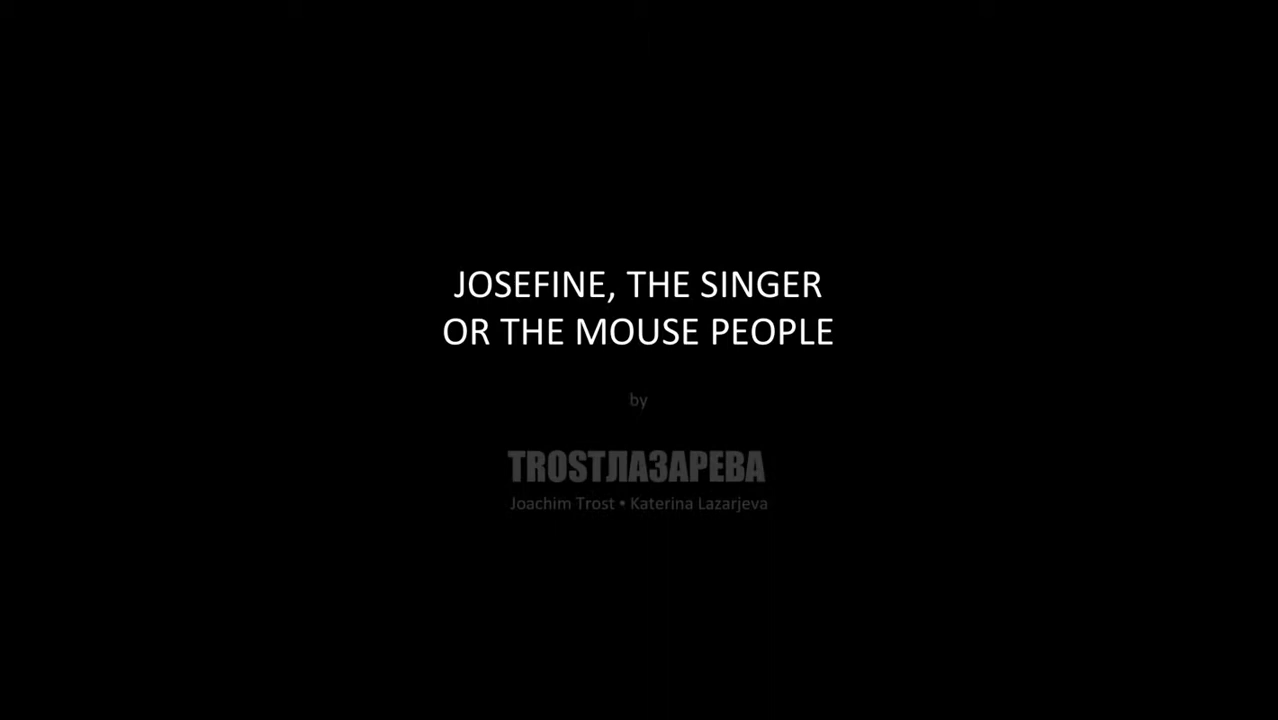 JOSEFINE, THE SINGER
OR THE MOUSE PEOPLE
by
TROSTЛАЗАРЕВА
Joachim Trost • Katerina Lazarjeva